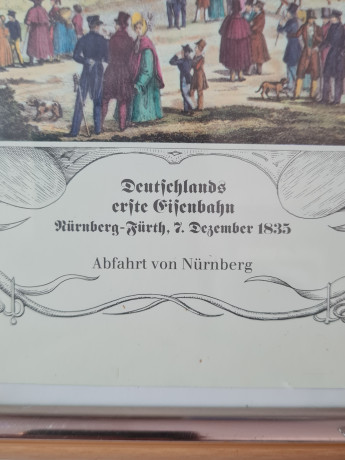 Deutschlands
erste Eisenbahn
Nürnberg-Fürth, 7. Dezember 1835
Abfahrt von Nürnberg